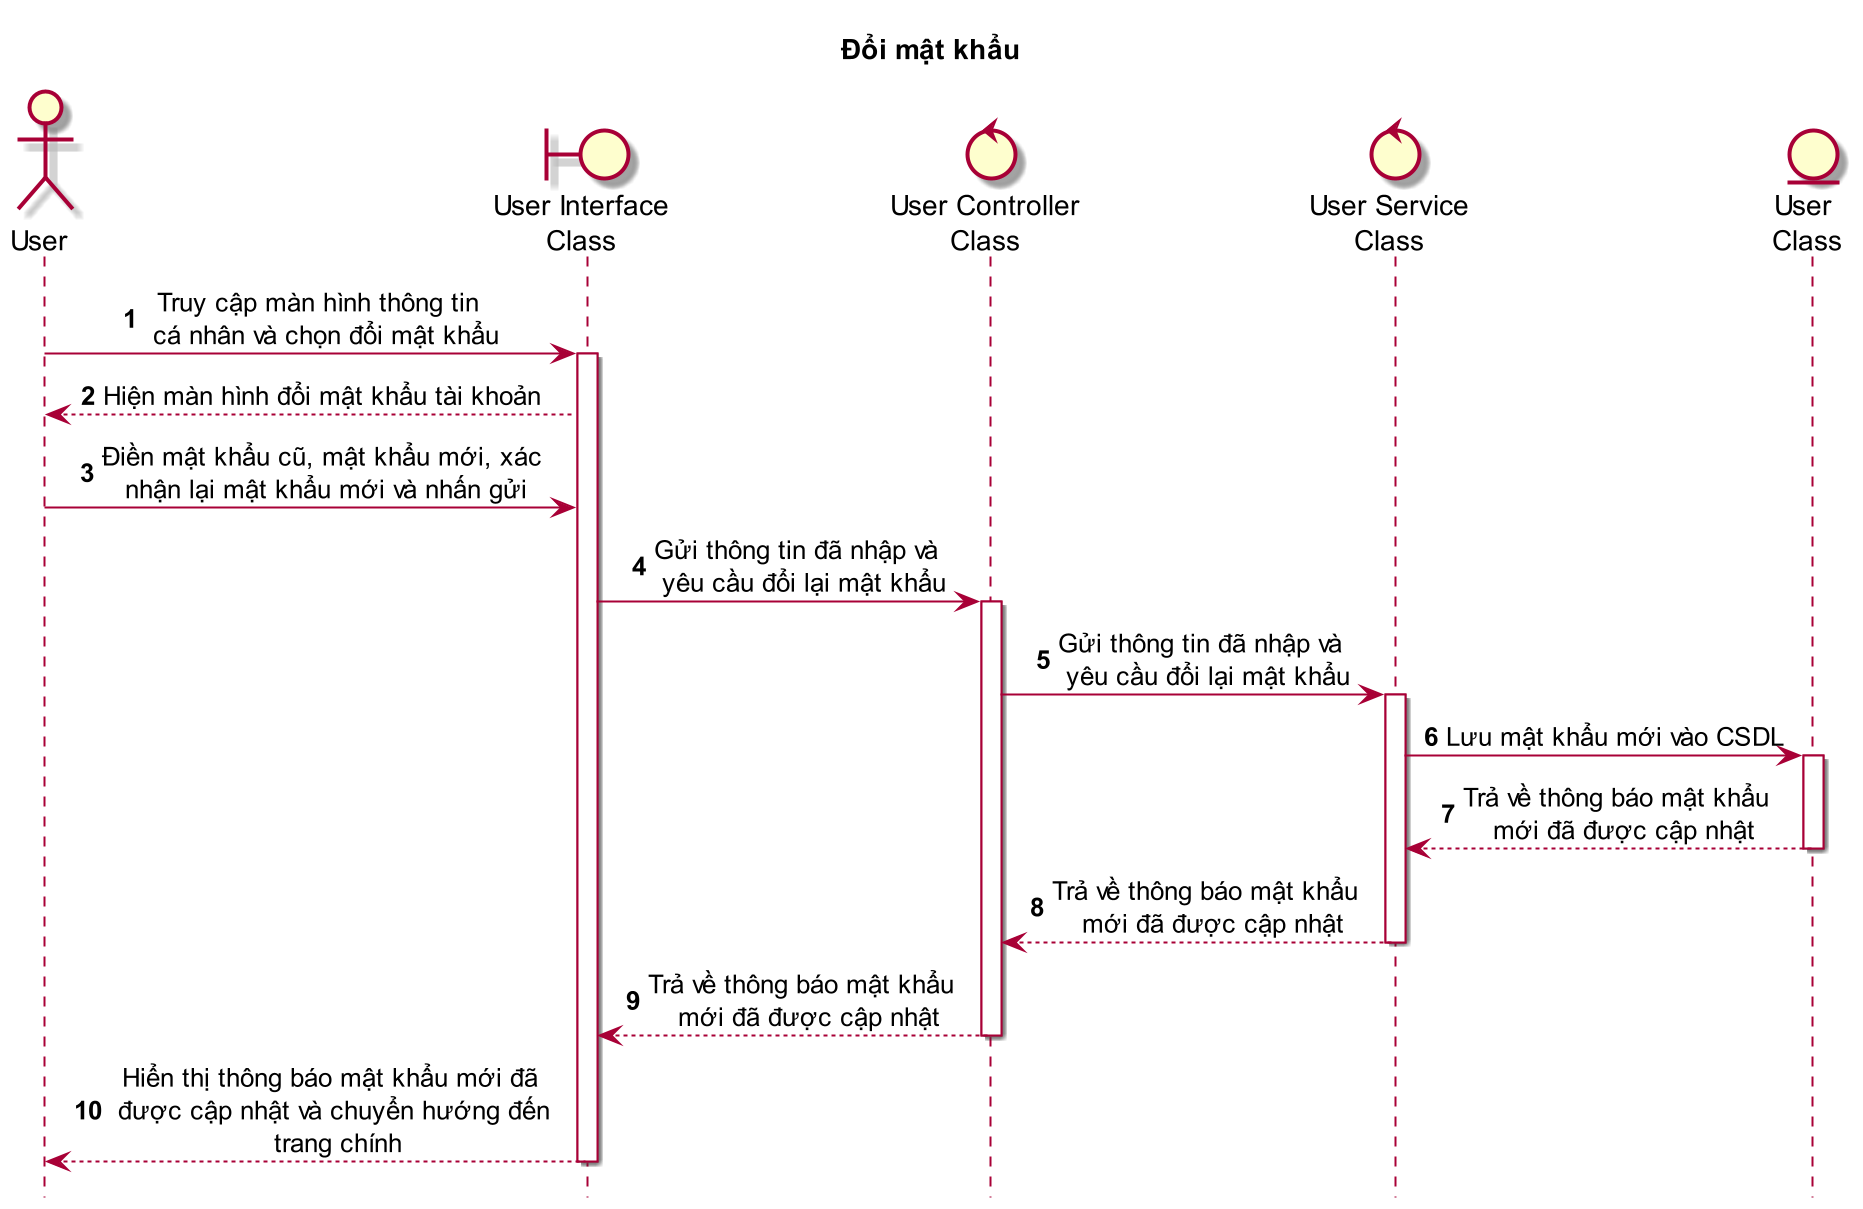 Đổi mật khẩu
User
User Interface
Class
User Controller
Class
User Service
Class
User
Class
1 Truy cập màn hình thông tin
cá nhân và chọn đổi mật khẩu
2 Hiện màn hình đổi mật khẩu tài khoản
3 Điền mật khẩu cũ, mật khẩu mới, xác
nhận lại mật khẩu mới và nhấn gửi
4 Gửi thông tin đã nhập và
yêu cầu đổi lại mật khẩu
5 Gửi thông tin đã nhập và
yêu cầu đổi lại mật khẩu
6 Lưu mật khẩu mới vào CSDL
7 Trả về thông báo mật khẩu
mới đã được cập nhật
8 Trả về thông báo mật khẩu
mới đã được cập nhật
9 Trả về thông báo mật khẩu
mới đã được cập nhật
Hiển thị thông báo mật khẩu mới đã
10 được cập nhật và chuyển hướng đến
trang chính